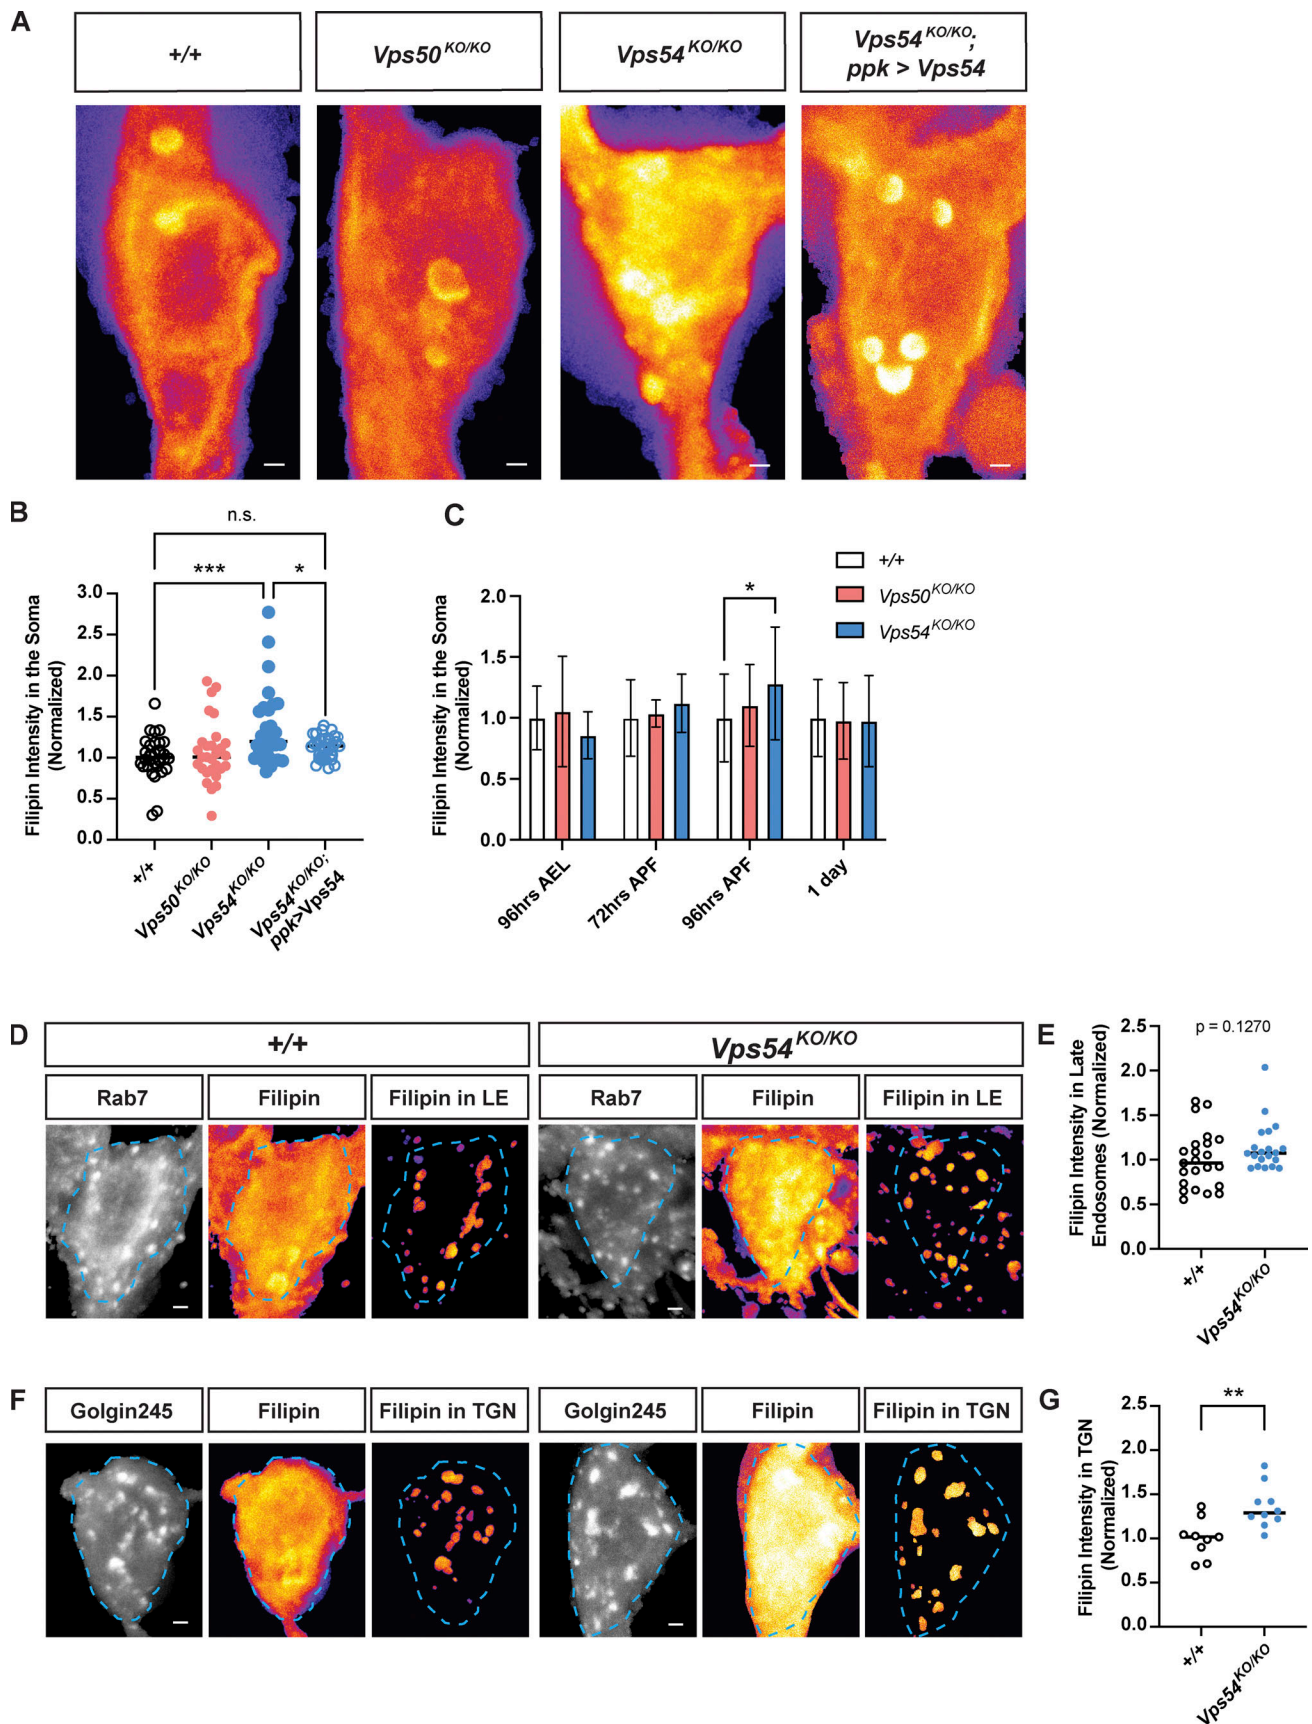 A
+/+
Vps50 KO/KO
Vps54 KO/KO
Vps54 KO/KO;
ppk > Vps54
B
n.s.
***
*
Filipin Intensity in the Soma
(Normalized)
3.0
2.5
2.0
1.5
1.0
0.5
0.0
+/+
Vps50 KO/KO
Vps54 KO/KO
Vps54 KO/KO;
ppk>Vps54
C
+/+
Vps50 KO/KO
Vps54 KO/KO
*
Filipin Intensity in the Soma
(Normalized)
2.0
1.5
1.0
0.5
0.0
96hrs AEL
72hrs APF
96hrs APF
1 day
D
+/+
Vps54 KO/KO
Rab7
Filipin
Filipin in LE
Rab7
Filipin
Filipin in LE
E
p = 0.1270
Filipin Intensity in Late
Endosomes (Normalized)
2.5
2.0
1.5
1.0
0.5
0.0
+/+
Vps54 KO/KO
F
Golgin245
Filipin
Filipin in TGN
Golgin245
Filipin
Filipin in TGN
G
**
Filipin Intensity in TGN
(Normalized)
2.5
2.0
1.5
1.0
0.5
0.0
+/+
Vps54 KO/KO